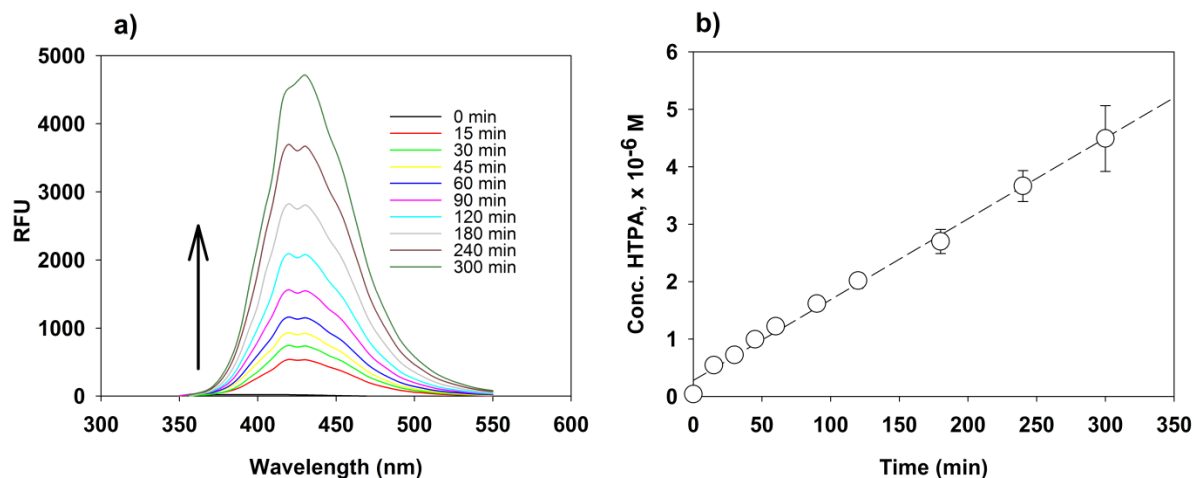 a)
RFU
5000
4000
3000
2000
1000
0
0 min
15 min
30 min
45 min
60 min
90 min
120 min
180 min
240 min
300 min
300 350 400 450 500 550 600
Wavelength (nm)
b)
Conc. HTPA, x 10⁻⁶ M
6
5
4
3
2
1
0
0 50 100 150 200 250 300 350
Time (min)